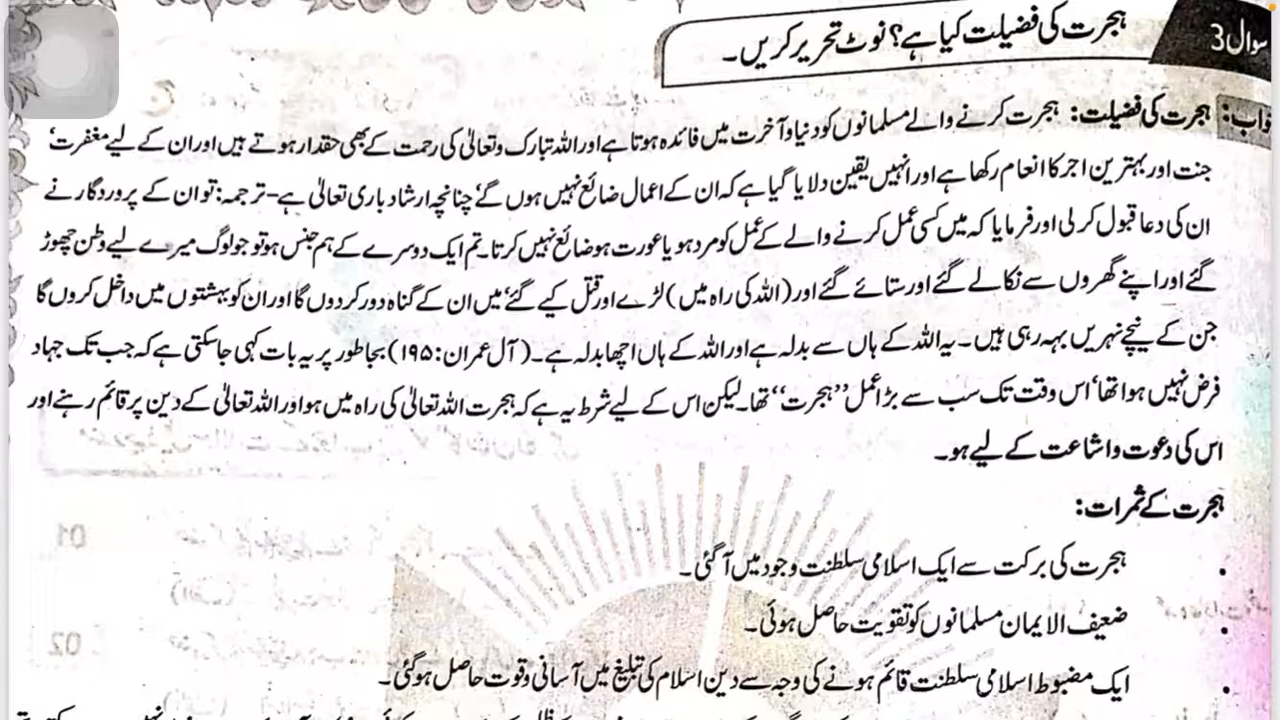 سوال 3
ہجرت کی فضیلت کیا ہے؟ نوٹ تحریر کریں۔
واب: ہجرت کی فضیلت: ہجرت کرنے والے مسلمانوں کو دنیا و آخرت میں فائدہ ہوتا ہے اور اللہ تبارک وتعالیٰ کی رحمت کے بھی حقدار ہوتے ہیں اور ان کے لیے مغفرت‘
جنت اور بہترین اجر کا انعام رکھا ہے اور انہیں یقین دلایا گیا ہے کہ ان کے اعمال ضائع نہیں ہوں گے‘ چنانچہ ارشاد باری تعالیٰ ہے۔ ترجمہ: تو ان کے پروردگار نے
ان کی دعا قبول کر لی اور فرمایا کہ میں کسی عمل کرنے والے کے عمل کو مرد ہو یا عورت ہو ضائع نہیں کرتا۔ تم ایک دوسرے کے ہم جنس ہو تو جو لوگ میرے لیے وطن چھوڑ
گئے اور اپنے گھروں سے نکالے گئے اور ستائے گئے اور (اللہ کی راہ میں) لڑے اور قتل کیے گئے‘ میں ان کے گناہ دور کر دوں گا اور ان کو بہشتوں میں داخل کروں گا
جن کے نیچے نہریں بہہ رہی ہیں۔ یہ اللہ کے ہاں سے بدلہ ہے اور اللہ کے ہاں اچھا بدلہ ہے۔ (آل عمران: ۱۹۵) بجا طور پر یہ بات کہی جاسکتی ہے کہ جب تک جہاد
فرض نہیں ہوا تھا‘ اس وقت تک سب سے بڑا عمل ’’ہجرت‘‘ تھا۔ لیکن اس کے لیے شرط یہ ہے کہ ہجرت اللہ تعالیٰ کی راہ میں ہو اور اللہ تعالیٰ کے دین پر قائم رہنے اور
اس کی دعوت و اشاعت کے لیے ہو۔
ہجرت کے ثمرات:
• ہجرت کی برکت سے ایک اسلامی سلطنت وجود میں آ گئی۔
• ضعیف الایمان مسلمانوں کو تقویت حاصل ہوئی۔
• ایک مضبوط اسلامی سلطنت قائم ہونے کی وجہ سے دین اسلام کی تبلیغ میں آسانی و قوت حاصل ہو گئی۔